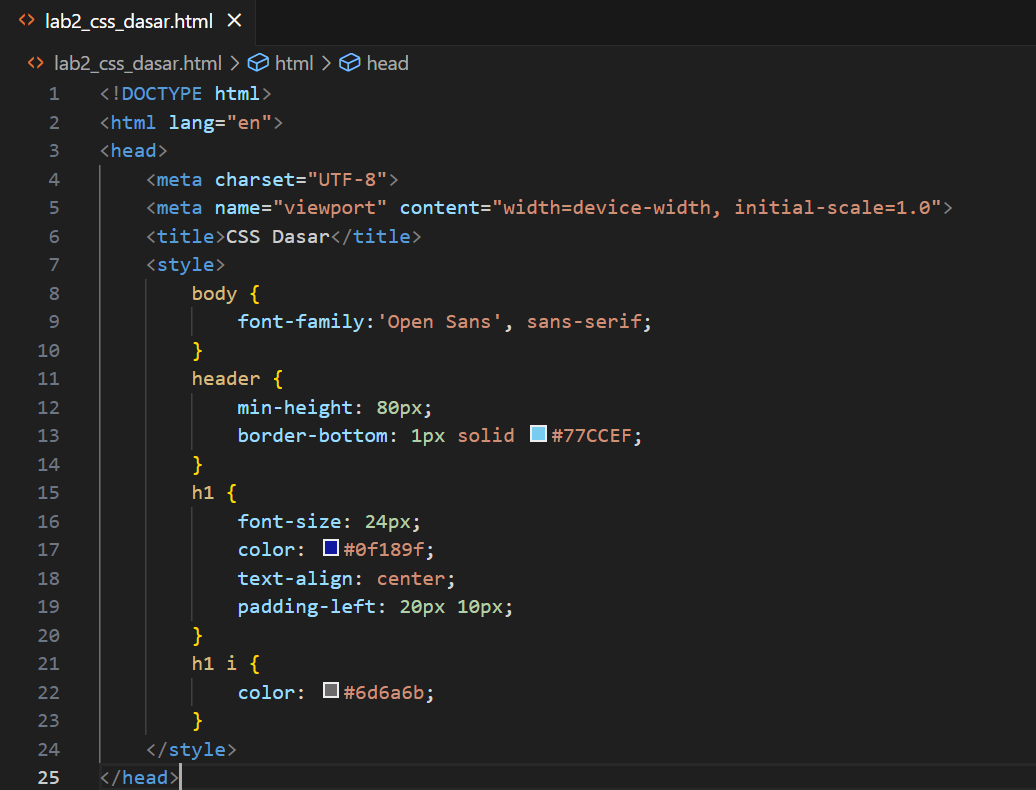 lab2_css_dasar.html
lab2_css_dasar.html > html > head
1 <!DOCTYPE html>
2 <html lang="en">
3 <head>
4 <meta charset="UTF-8">
5 <meta name="viewport" content="width=device-width, initial-scale=1.0">
6 <title>CSS Dasar</title>
7 <style>
8 body {
9 font-family:'Open Sans', sans-serif;
10 }
11 header {
12 min-height: 80px;
13 border-bottom: 1px solid #77CCEF;
14 }
15 h1 {
16 font-size: 24px;
17 color: #0f189f;
18 text-align: center;
19 padding-left: 20px 10px;
20 }
21 h1 i {
22 color: #6d6a6b;
23 }
24 </style>
25 </head>